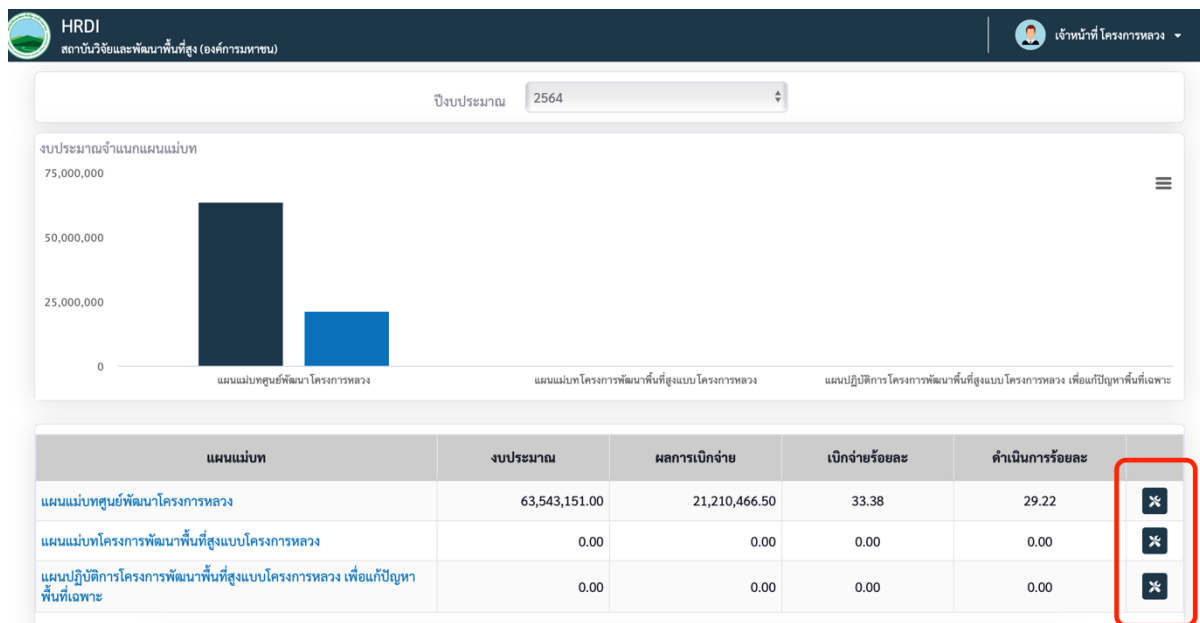 HRDI
สถาบันวิจัยและพัฒนาพื้นที่สูง (องค์การมหาชน)
เจ้าหน้าที่ โครงการหลวง
ปีงบประมาณ 2564
งบประมาณจำแนกแผนแม่บท
75,000,000
50,000,000
25,000,000
0
แผนแม่บทศูนย์พัฒนาโครงการหลวง แผนแม่บทโครงการพัฒนาพื้นที่สูงแบบโครงการหลวง แผนปฏิบัติการโครงการพัฒนาพื้นที่สูงแบบโครงการหลวง เพื่อแก้ปัญหาพื้นที่เฉพาะ
แผนแม่บท งบประมาณ ผลการเบิกจ่าย เบิกจ่ายร้อยละ ดำเนินการร้อยละ
แผนแม่บทศูนย์พัฒนาโครงการหลวง 63,543,151.00 21,210,466.50 33.38 29.22
แผนแม่บทโครงการพัฒนาพื้นที่สูงแบบโครงการหลวง 0.00 0.00 0.00 0.00
แผนปฏิบัติการโครงการพัฒนาพื้นที่สูงแบบโครงการหลวง เพื่อแก้ปัญหา
พื้นที่เฉพาะ 0.00 0.00 0.00 0.00